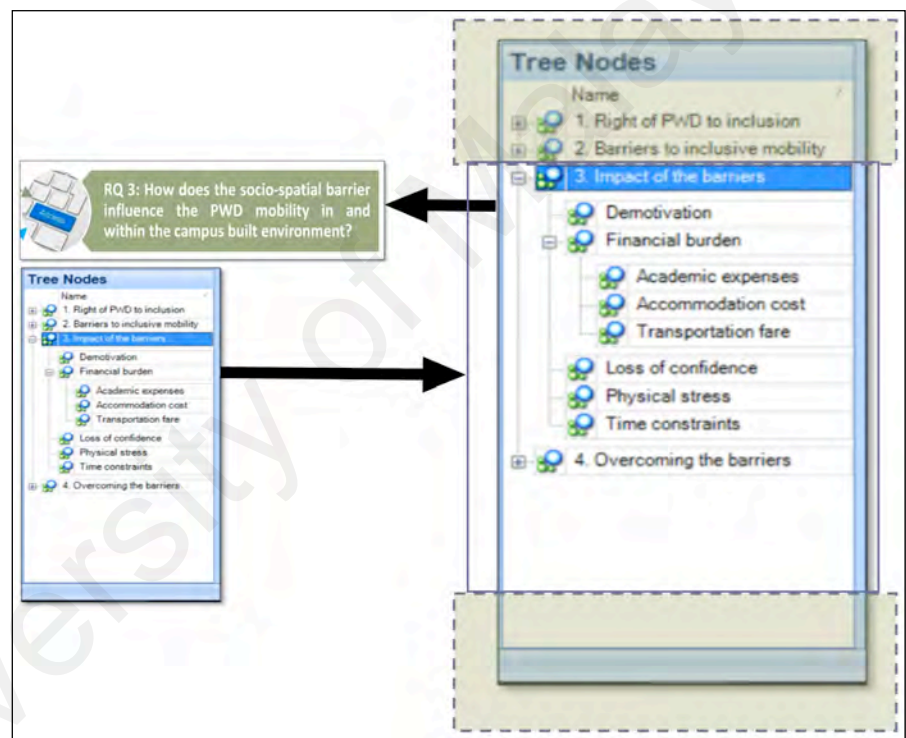 RQ 3: How does the socio-spatial barrier
influence the PWD mobility in and
within the campus built environment?
Access
Tree Nodes
Name
1. Right of PWD to inclusion
2. Barriers to inclusive mobility
3. Impact of the barriers
Demotivation
Financial burden
Academic expenses
Accommodation cost
Transportation fare
Loss of confidence
Physical stress
Time constraints
4. Overcoming the barriers
Tree Nodes
Name
1. Right of PWD to inclusion
2. Barriers to inclusive mobility
3. Impact of the barriers
Demotivation
Financial burden
Academic expenses
Accommodation cost
Transportation fare
Loss of confidence
Physical stress
Time constraints
4. Overcoming the barriers
versity of Malay